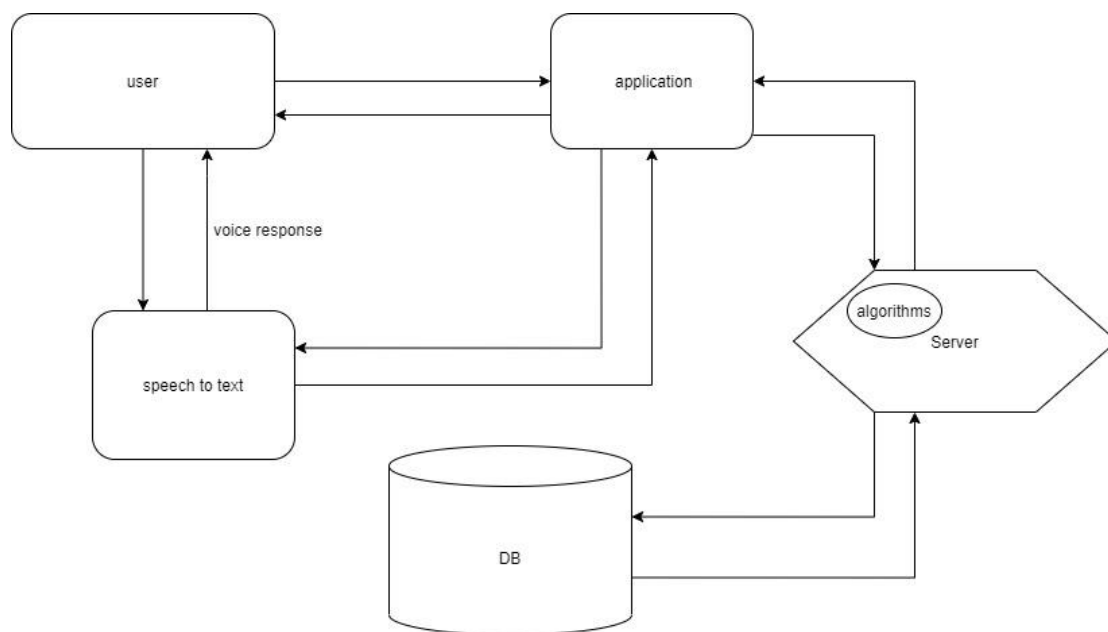 user
application
voice response
algorithms
Server
speech to text
DB